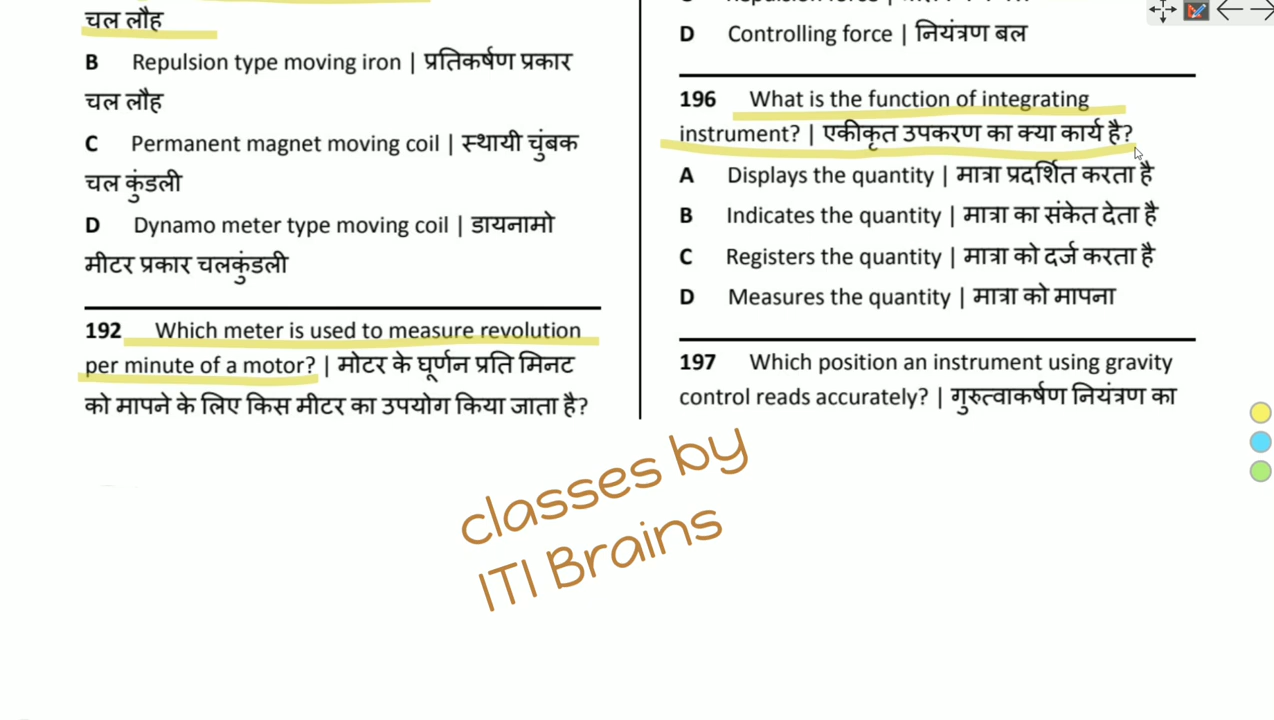 चल लौह
B Repulsion type moving iron | प्रतिकर्षण प्रकार
चल लौह
C Permanent magnet moving coil | स्थायी चुंबक
चल कुंडली
D Dynamo meter type moving coil | डायनामो
मीटर प्रकार चलकुंडली
192 Which meter is used to measure revolution
per minute of a motor? | मोटर के घूर्णन प्रति मिनट
को मापने के लिए किस मीटर का उपयोग किया जाता है?
D Controlling force | नियंत्रण बल
196 What is the function of integrating
instrument? | एकीकृत उपकरण का क्या कार्य है?
A Displays the quantity | मात्रा प्रदर्शित करता है
B Indicates the quantity | मात्रा का संकेत देता है
C Registers the quantity | मात्रा को दर्ज करता है
D Measures the quantity | मात्रा को मापना
197 Which position an instrument using gravity
control reads accurately? | गुरुत्वाकर्षण नियंत्रण का
classes by
ITI Brains